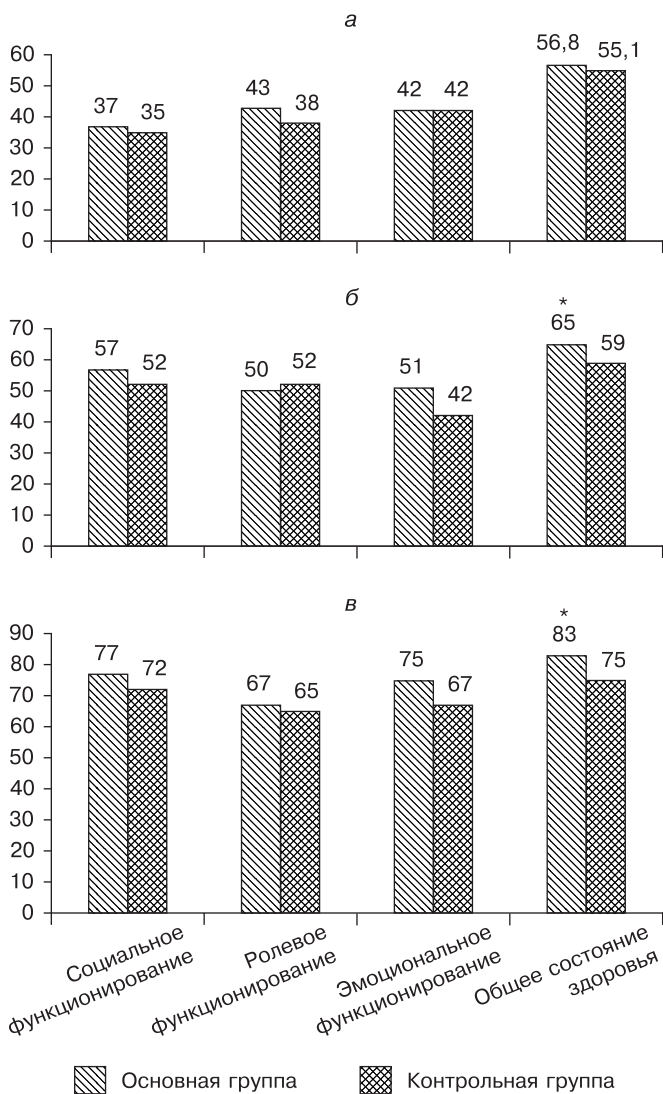 а
60
50
40
30
20
10
0
37 35 43 38 42 42 56,8 55,1
б
70
60
50
40
30
20
10
0
57 52 50 52 51 42 * 65 59
в
90
80
70
60
50
40
30
20
10
0
77 72 67 65 75 67 * 83 75
Социальное
функционирование
Ролевое
функционирование
Эмоциональное
функционирование
Общее состояние
здоровья
Основная группа Контрольная группа